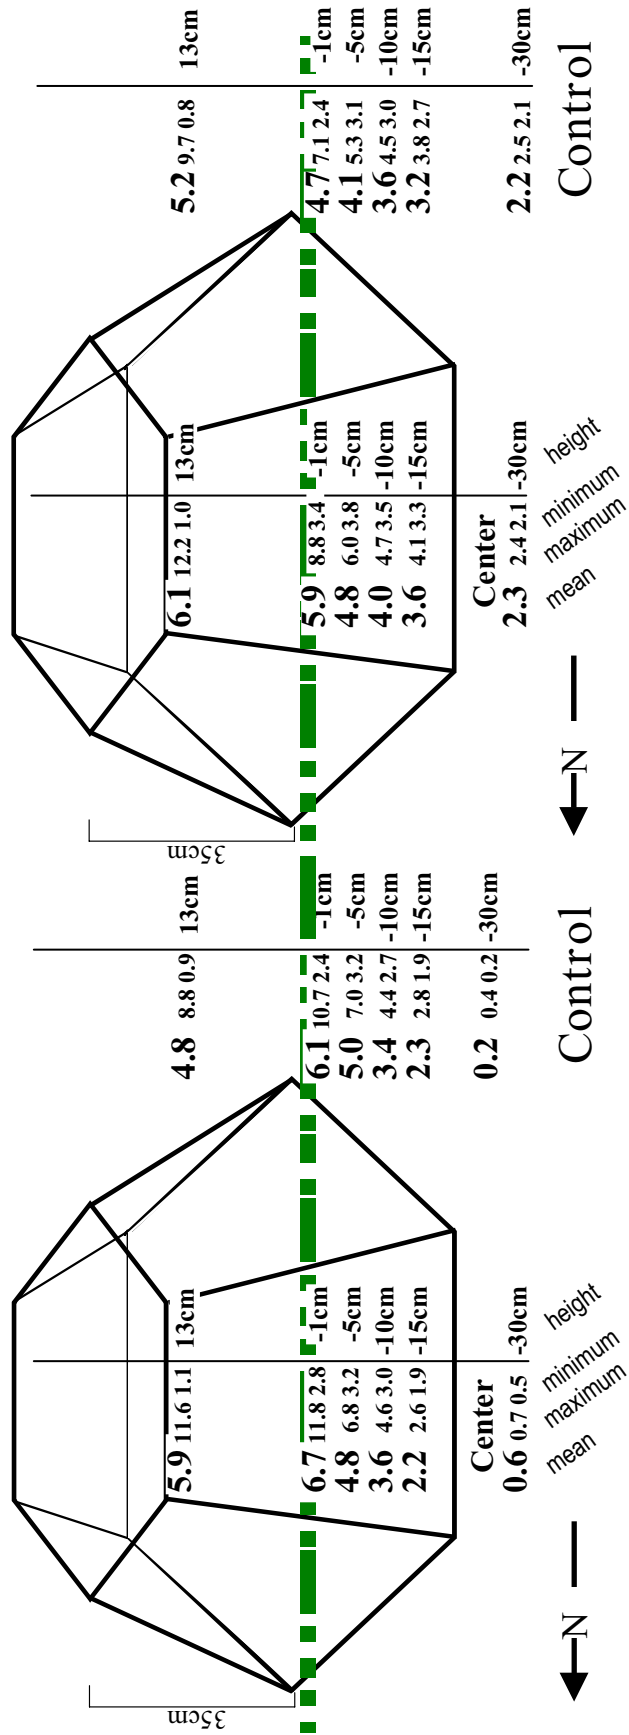 35cm
5.9 11.6 1.1 13cm
6.7 11.8 2.8 -1cm
4.8 6.8 3.2 -5cm
3.6 4.6 3.0 -10cm
2.2 2.6 1.9 -15cm
Center
0.6 0.7 0.5 -30cm
mean maximum minimum height
N
4.8 8.8 0.9 13cm
6.1 10.7 2.4 -1cm
5.0 7.0 3.2 -5cm
3.4 4.4 2.7 -10cm
2.3 2.8 1.9 -15cm
0.2 0.4 0.2 -30cm
Control
35cm
6.1 12.2 1.0 13cm
5.9 8.8 3.4 -1cm
4.8 6.0 3.8 -5cm
4.0 4.7 3.5 -10cm
3.6 4.1 3.3 -15cm
Center
2.3 2.4 2.1 -30cm
mean maximum minimum height
N
5.2 9.7 0.8 13cm
4.7 7.1 2.4 -1cm
4.1 5.3 3.1 -5cm
3.6 4.5 3.0 -10cm
3.2 3.8 2.7 -15cm
2.2 2.5 2.1 -30cm
Control